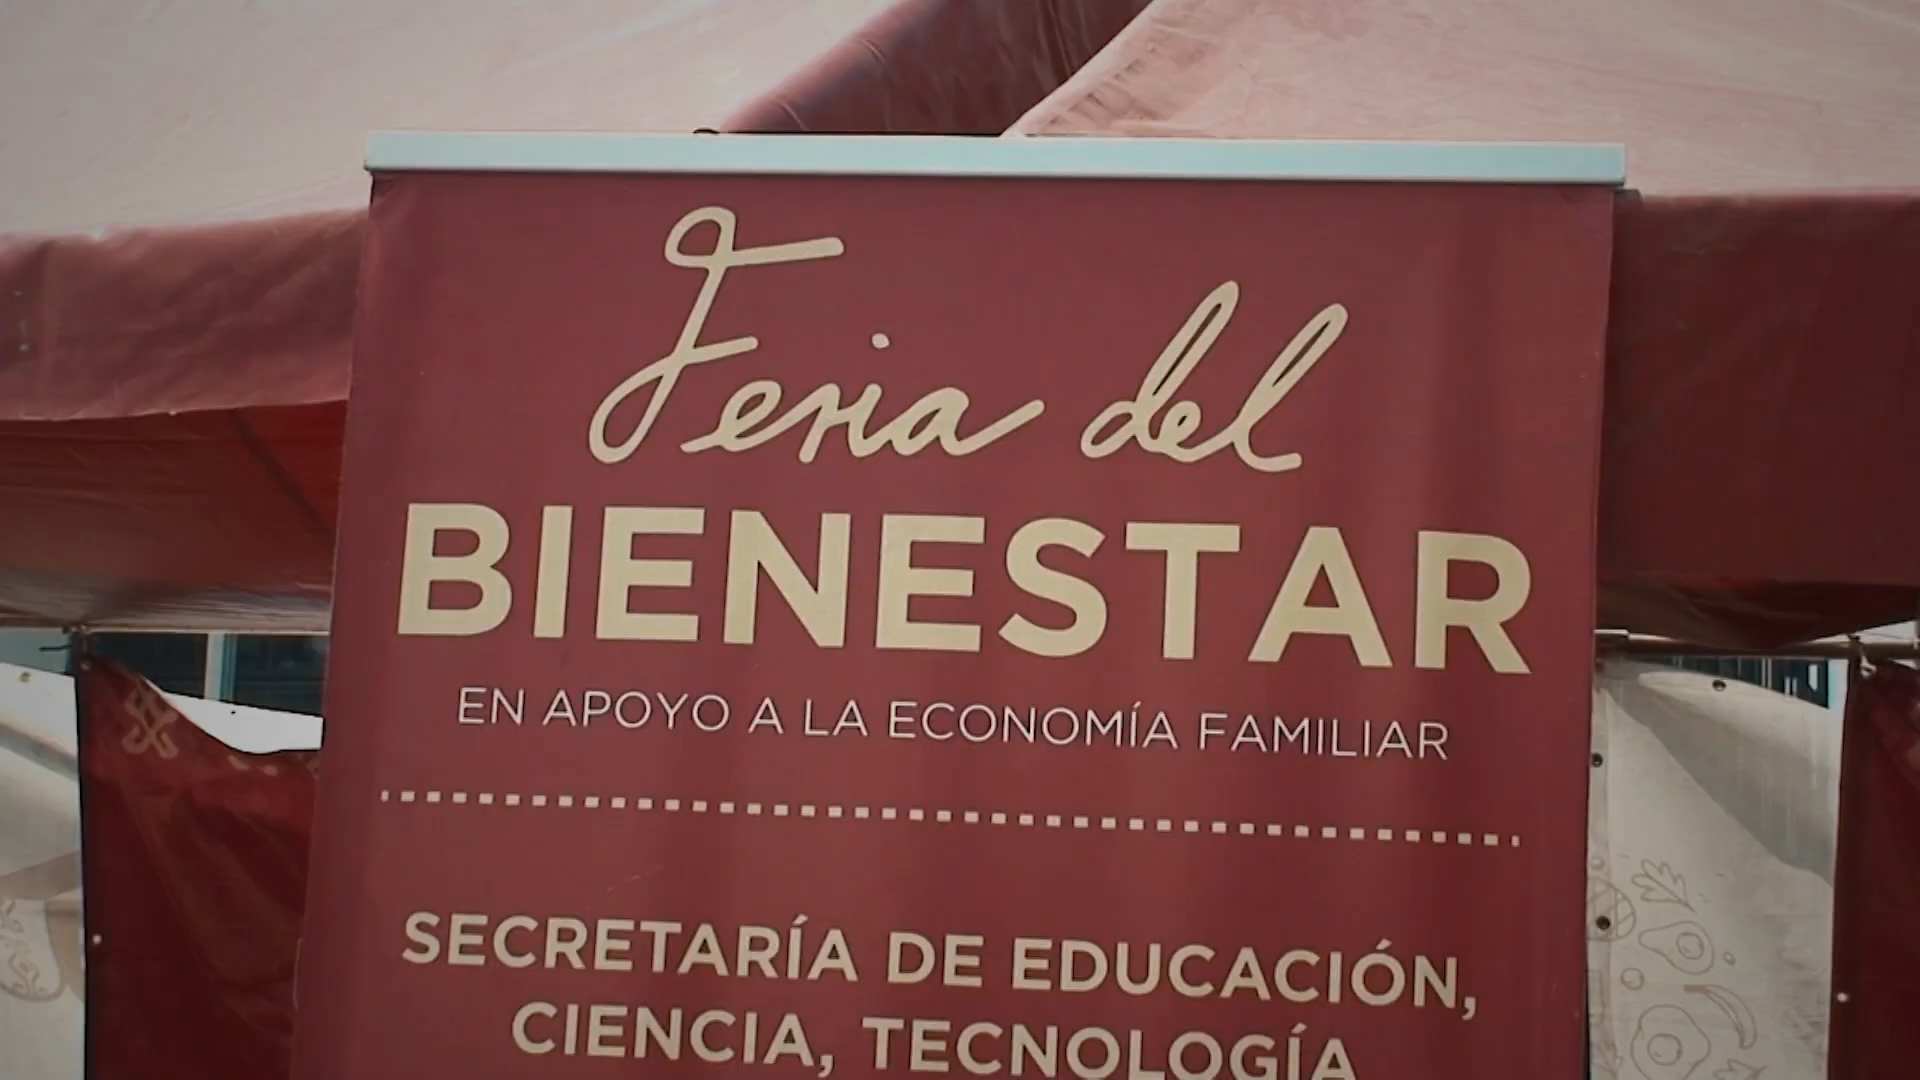 Feria del
BIENESTAR
EN APOYO A LA ECONOMÍA FAMILIAR
SECRETARÍA DE EDUCACIÓN,
CIENCIA, TECNOLOGÍA